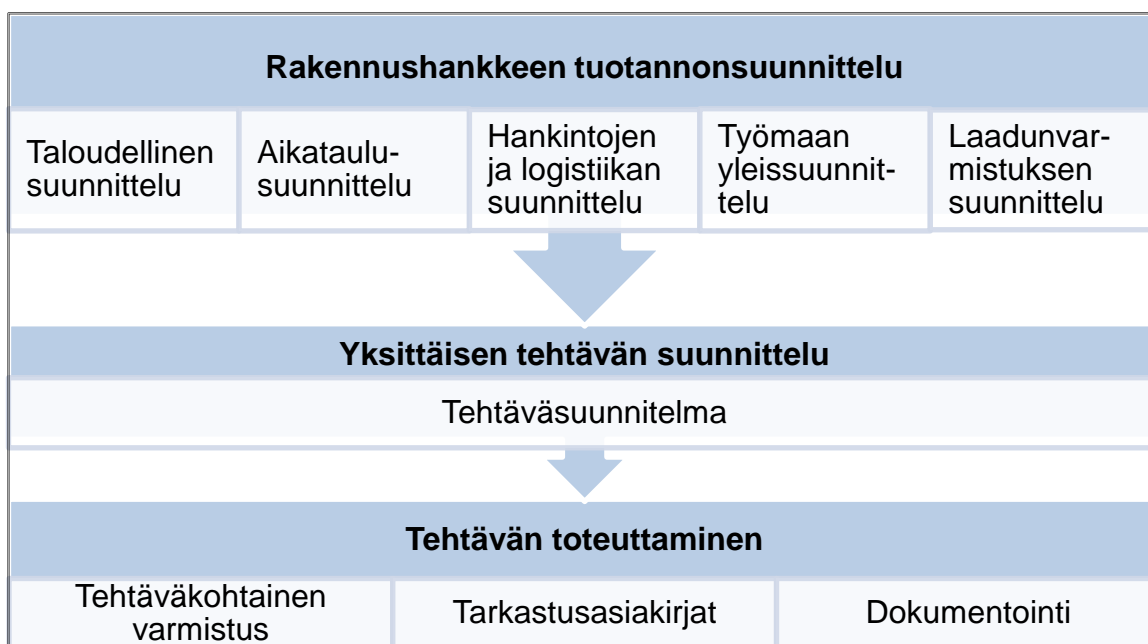 Rakennushankkeen tuotannonsuunnittelu
Taloudellinen
suunnittelu
Aikataulu-
suunnittelu
Hankintojen
ja logistiikan
suunnittelu
Työmaan
yleissuunnit-
telu
Laadunvar-
mistuksen
suunnittelu
Yksittäisen tehtävän suunnittelu
Tehtäväsuunnitelma
Tehtävän toteuttaminen
Tehtäväkohtainen
varmistus
Tarkastusasiakirjat
Dokumentointi